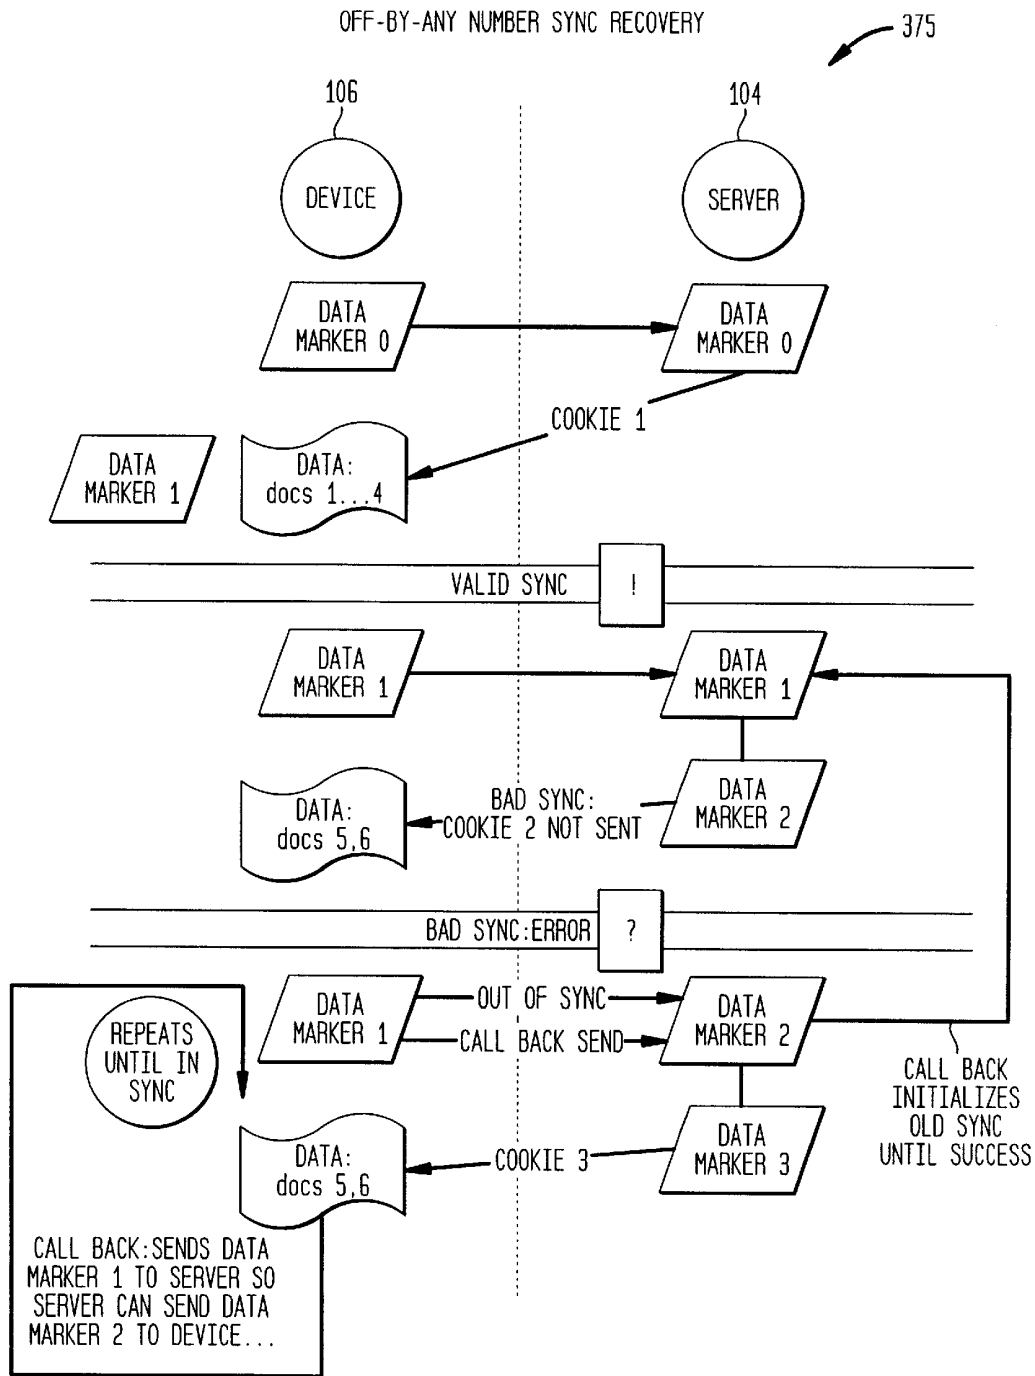 OFF-BY-ANY NUMBER SYNC RECOVERY
375
106
104
DEVICE
SERVER
DATA
MARKER 0
DATA
MARKER 0
COOKIE 1
DATA
MARKER 1
DATA:
docs 1...4
VALID SYNC
!
DATA
MARKER 1
DATA
MARKER 1
DATA:
docs 5,6
BAD SYNC:
COOKIE 2 NOT SENT
DATA
MARKER 2
BAD SYNC:ERROR
?
REPEATS
UNTIL IN
SYNC
DATA
MARKER 1
OUT OF SYNC
CALL BACK SEND
DATA
MARKER 2
CALL BACK
INITIALIZES
OLD SYNC
UNTIL SUCCESS
DATA:
docs 5,6
COOKIE 3
DATA
MARKER 3
CALL BACK:SENDS DATA
MARKER 1 TO SERVER SO
SERVER CAN SEND DATA
MARKER 2 TO DEVICE...